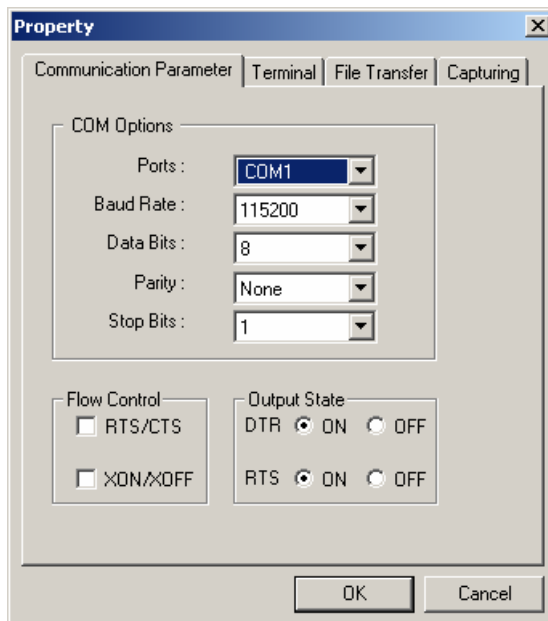 Property
Communication Parameter Terminal File Transfer Capturing
COM Options
Ports : COM1
Baud Rate : 115200
Data Bits : 8
Parity : None
Stop Bits : 1
Flow Control
RTS/CTS
XON/XOFF
Output State
DTR ON OFF
RTS ON OFF
OK Cancel